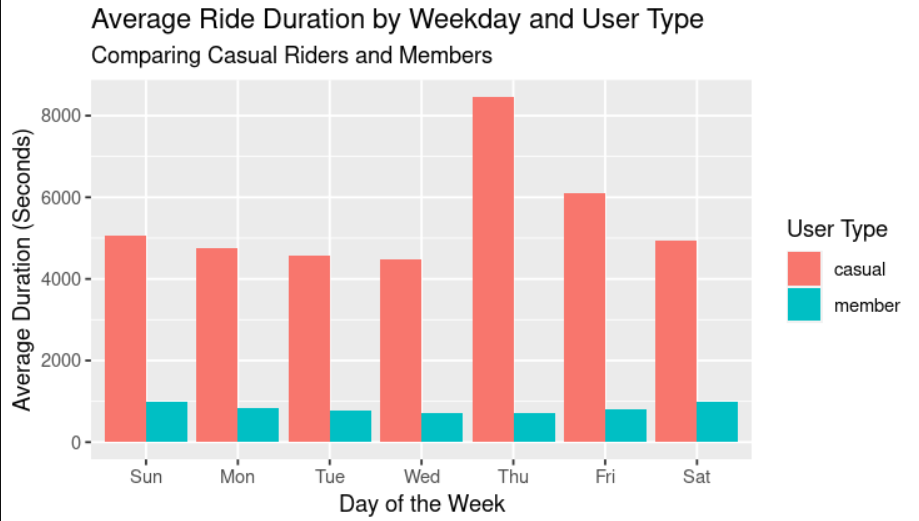 Average Ride Duration by Weekday and User Type
Comparing Casual Riders and Members
Average Duration (Seconds)
8000
6000
4000
2000
0
Sun Mon Tue Wed Thu Fri Sat
Day of the Week
User Type
casual
member